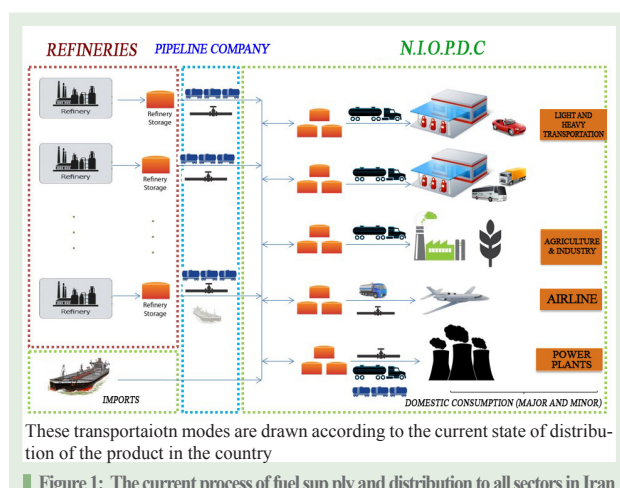 REFINERIES PIPELINE COMPANY N.I.O.P.D.C
Refinery
Refinery
Storage
LIGHT AND
HEAVY
TRANSPORTATION
Refinery
Refinery
Storage
AGRICULTURE
& INDUSTRY
Refinery
Refinery
Storage
AIRLINE
POWER
PLANTS
IMPORTS
DOMESTIC CONSUMPTION (MAJOR AND MINOR)
These transportaiotn modes are drawn according to the current state of distribu-
tion of the product in the country
Figure 1: The current process of fuel sup ply and distribution to all sectors in Iran